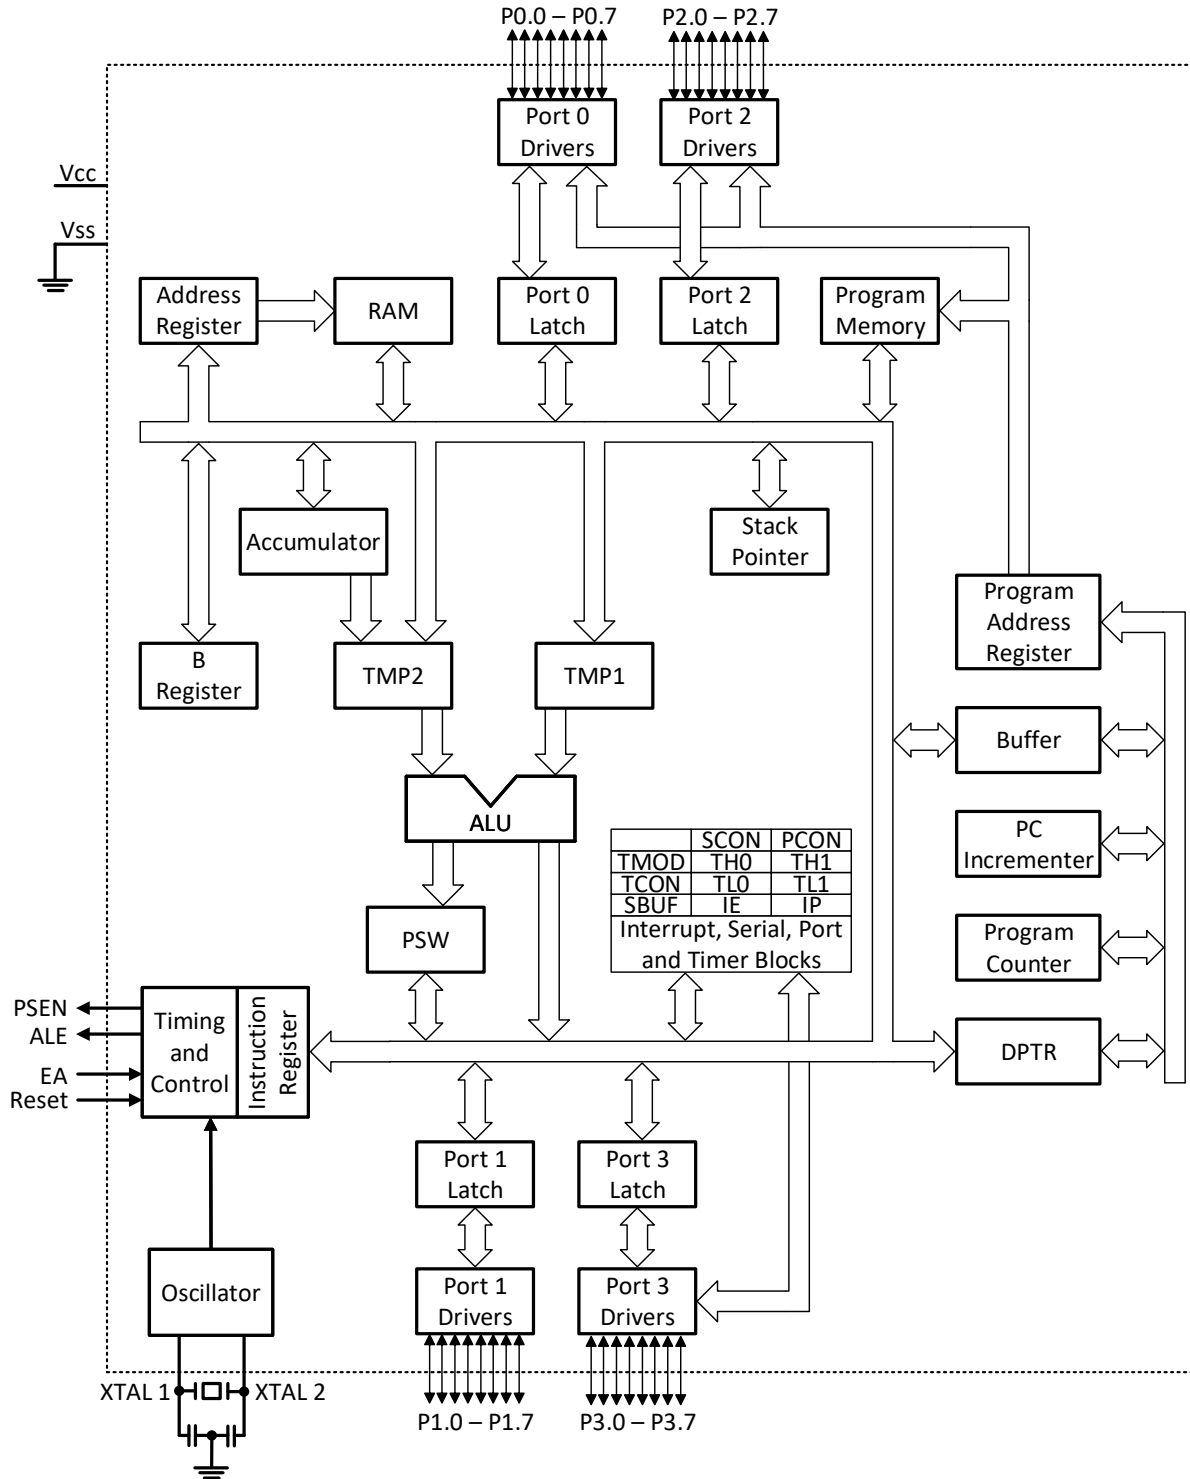 P0.0 – P0.7
P2.0 – P2.7
Port 0
Drivers
Port 2
Drivers
Vcc
Vss
Address
Register
RAM
Port 0
Latch
Port 2
Latch
Program
Memory
Accumulator
Stack
Pointer
Program
Address
Register
B
Register
TMP2
TMP1
Buffer
ALU
SCON PCON
TMOD TH0 TH1
TCON TL0 TL1
SBUF IE IP
Interrupt, Serial, Port
and Timer Blocks
PC
Incrementer
PSW
Program
Counter
PSEN
ALE
EA
Reset
Timing
and
Control
Instruction
Register
DPTR
Port 1
Latch
Port 3
Latch
Oscillator
Port 1
Drivers
Port 3
Drivers
XTAL 1
XTAL 2
P1.0 – P1.7
P3.0 – P3.7